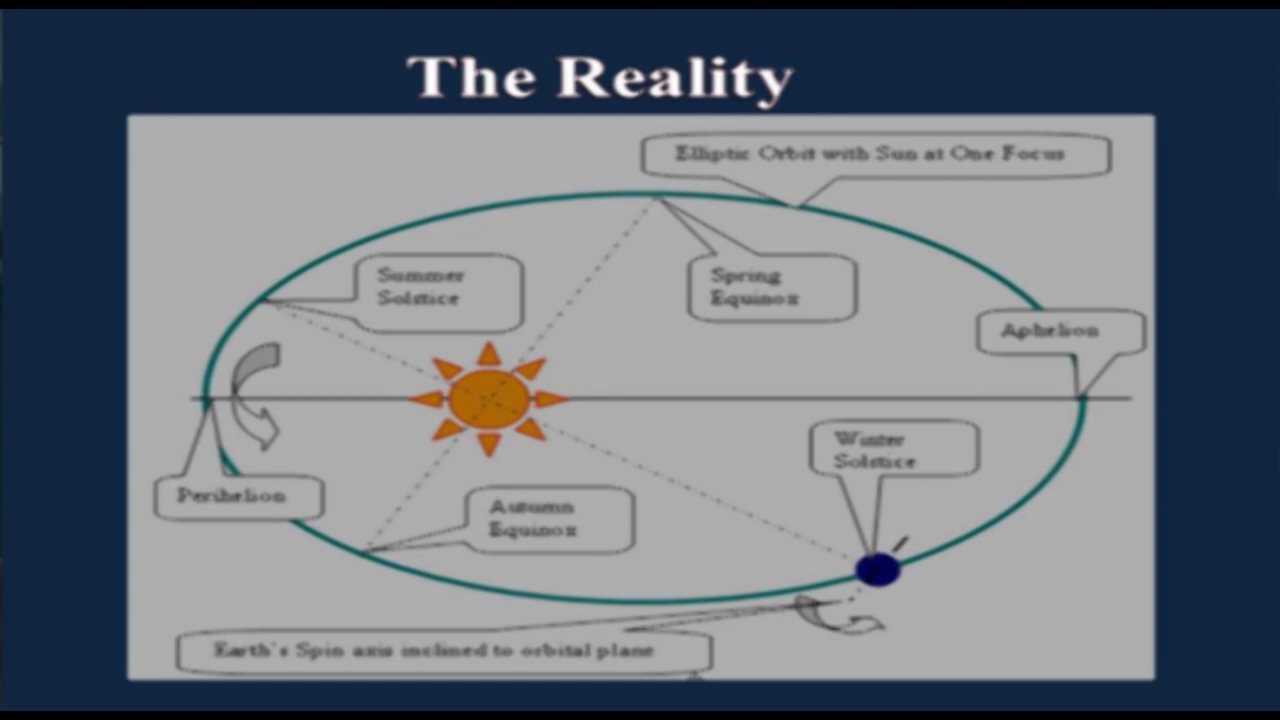 The Reality
Elliptic Orbit with Sun at One Focus
Summer
Solstice
Spring
Equinox
Aphelion
Winter
Solstice
Perihelion
Autumn
Equinox
Earth's Spin axis inclined to orbital plane